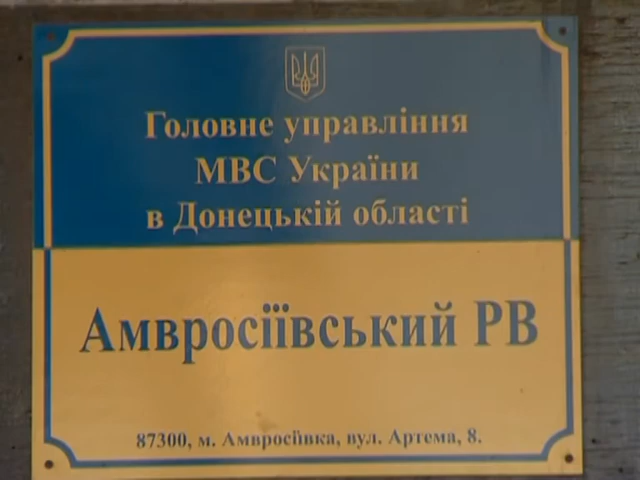 Головне управління
МВС України
в Донецькій області
Амвросіївський РВ
87300, м. Амвросіївка, вул. Артема, 8.